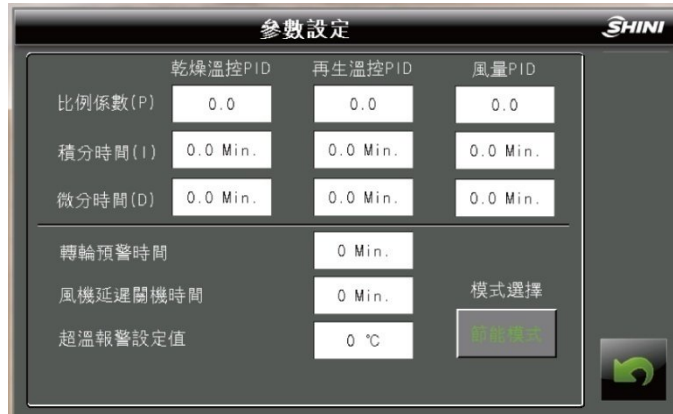 參數設定
SHINI
乾燥溫控PID 再生溫控PID 風量PID
比例係數(P) 0.0 0.0 0.0
積分時間(I) 0.0 Min. 0.0 Min. 0.0 Min.
微分時間(D) 0.0 Min. 0.0 Min. 0.0 Min.
轉輪預警時間 0 Min.
風機延遲關機時間 0 Min. 模式選擇
超溫報警設定值 0 ℃ 節能模式